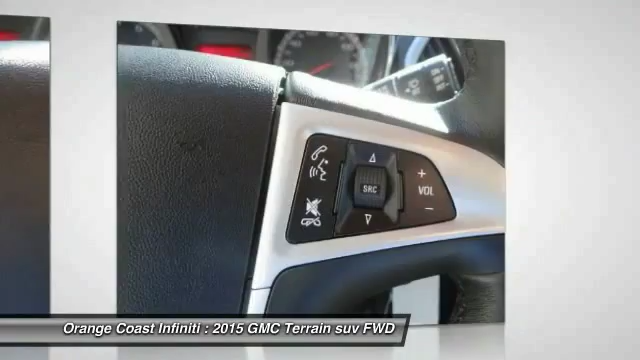 SRC
+
VOL
-
Orange Coast Infiniti : 2015 GMC Terrain suv FWD